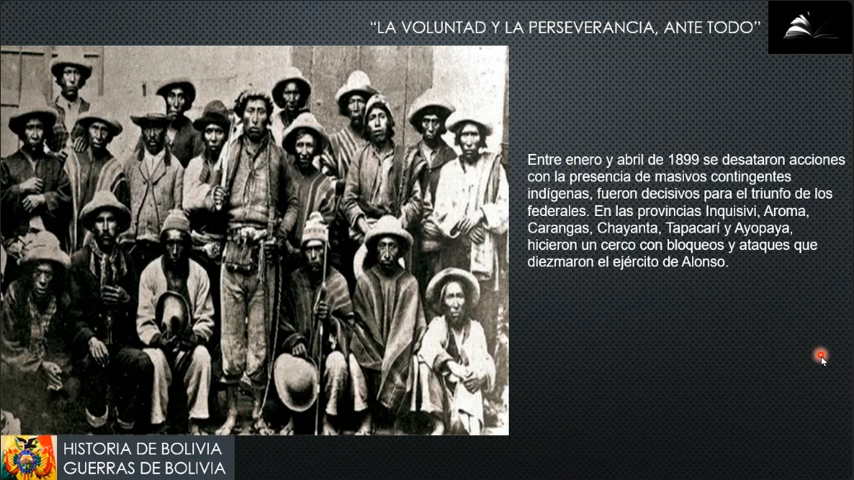 “LA VOLUNTAD Y LA PERSEVERANCIA, ANTE TODO”
Entre enero y abril de 1899 se desataron acciones
con la presencia de masivos contingentes
indígenas, fueron decisivos para el triunfo de los
federales. En las provincias Inquisivi, Aroma,
Carangas, Chayanta, Tapacarí y Ayopaya,
hicieron un cerco con bloqueos y ataques que
diezmaron el ejército de Alonso.
HISTORIA DE BOLIVIA
GUERRAS DE BOLIVIA